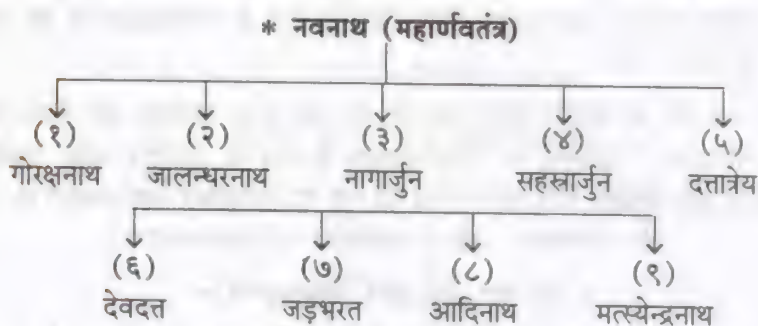 * नवनाथ (महार्णवतंत्र)
(१) (२) (३) (४) (५)
गोरक्षनाथ जालन्धरनाथ नागार्जुन सहस्रार्जुन दत्तात्रेय
(६) (७) (८) (९)
देवदत्त जड़भरत आदिनाथ मत्स्येन्द्रनाथ